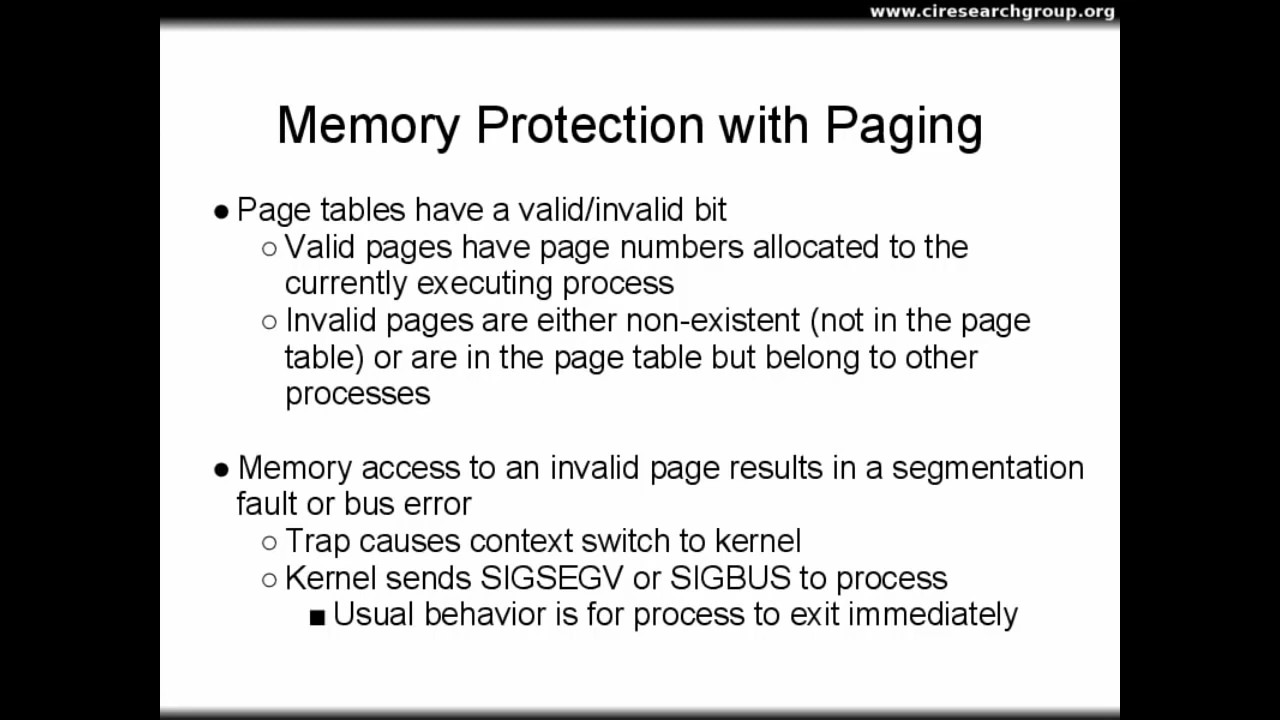 www.ciresearchgroup.org
Memory Protection with Paging
● Page tables have a valid/invalid bit
○ Valid pages have page numbers allocated to the
currently executing process
○ Invalid pages are either non-existent (not in the page
table) or are in the page table but belong to other
processes
● Memory access to an invalid page results in a segmentation
fault or bus error
○ Trap causes context switch to kernel
○ Kernel sends SIGSEGV or SIGBUS to process
■ Usual behavior is for process to exit immediately